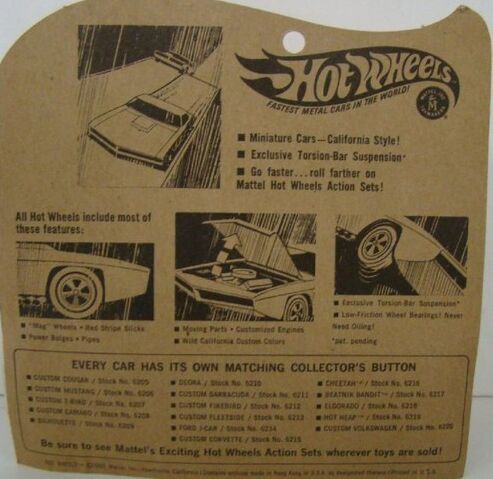 Hot Wheels
FASTEST METAL CARS IN THE WORLD!
MATTEL, INC.
M
■ Miniature Cars — California Style!
■ Exclusive Torsion-Bar Suspension*
■ Go faster...roll farther on
Mattel Hot Wheels Action Sets!
All Hot Wheels include most of
these features:
■ "Mag" Wheels • Red Stripe Slicks
■ Power Bulges • Pipes
■ Moving Parts • Customized Engines
■ Wild California Custom Colors
■ Exclusive Torsion-Bar Suspension*
■ Low-Friction Wheel Bearings! Never
Need Oiling!
*pat. pending
EVERY CAR HAS ITS OWN MATCHING COLLECTOR'S BUTTON
■ CUSTOM COUGAR / Stock No. 6205
■ CUSTOM MUSTANG / Stock No. 6206
■ CUSTOM T-BIRD / Stock No. 6207
■ CUSTOM CAMARO / Stock No. 6208
■ SILHOUETTE / Stock No. 6209
■ DEORA / Stock No. 6210
■ CUSTOM BARRACUDA / Stock No. 6211
■ CUSTOM FIREBIRD / Stock No. 6212
■ CUSTOM FLEETSIDE / Stock No. 6213
■ FORD J-CAR / Stock No. 6214
■ CUSTOM CORVETTE / Stock No. 6215
■ CHEETAH / Stock No. 6216
■ BEATNIK BANDIT / Stock No. 6217
■ ELDORADO / Stock No. 6218
■ HOT HEAP / Stock No. 6219
■ CUSTOM VOLKSWAGEN / Stock No. 6220
Be sure to see Mattel's Exciting Hot Wheels Action Sets wherever toys are sold!
Mattel, Inc., Hawthorne, California